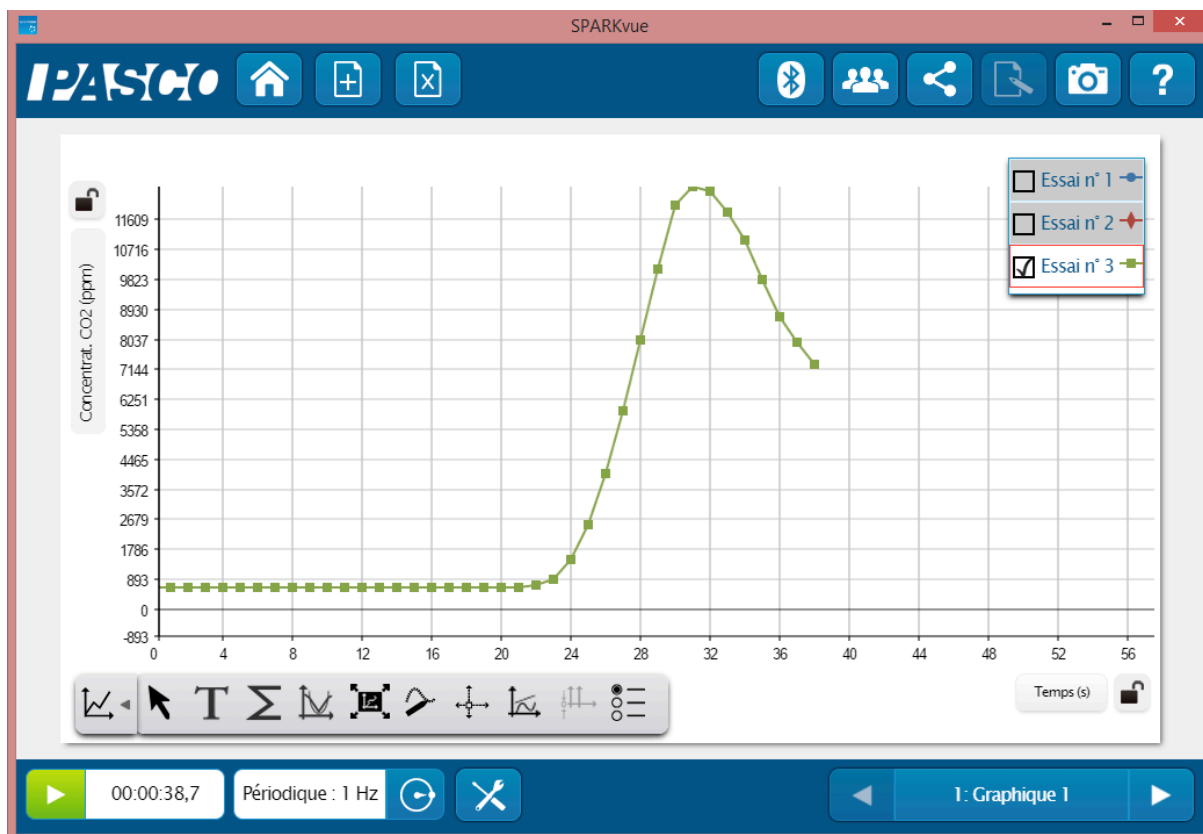 SPARKvue
PASCO
?
Essai n° 1
Essai n° 2
Essai n° 3
Concentrat. CO2 (ppm)
11609
10716
9823
8930
8037
7144
6251
5358
4465
3572
2679
1786
893
0
-893
0 4 8 12 16 20 24 28 32 36 40 44 48 52 56
Temps (s)
T
00:00:38,7
Périodique : 1 Hz
1: Graphique 1